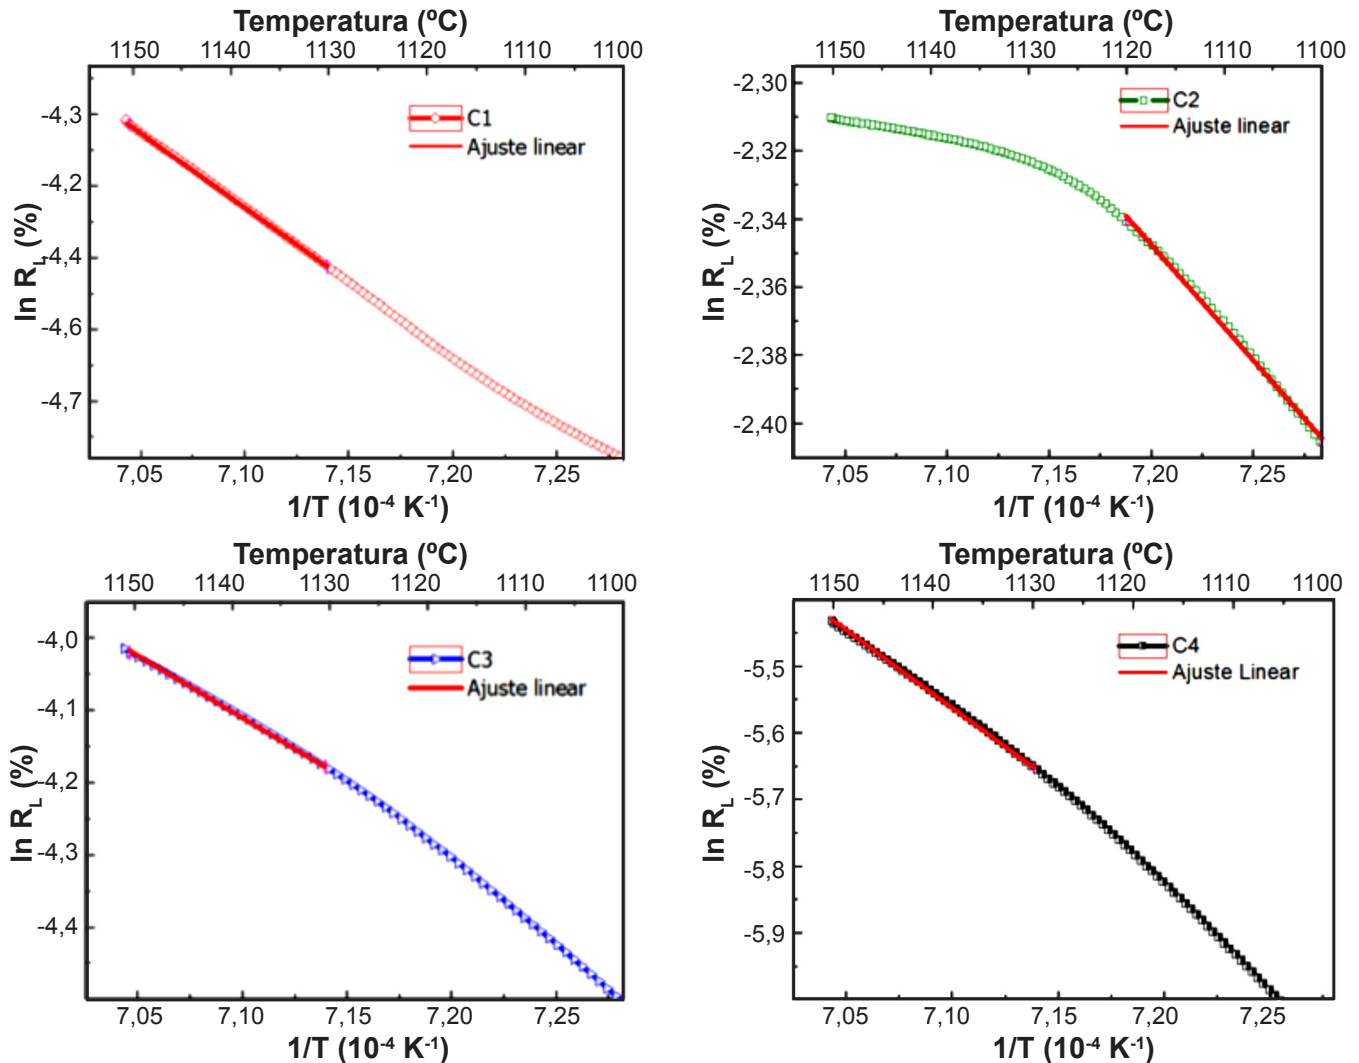 Temperatura (ºC)
1150 1140 1130 1120 1110 1100
-4,3
-4,2
-4,4
-4,6
-4,7
ln R_L (%)
C1
Ajuste linear
7,05 7,10 7,15 7,20 7,25
1/T (10⁻⁴ K⁻¹)
Temperatura (ºC)
1150 1140 1130 1120 1110 1100
-2,30
-2,32
-2,34
-2,36
-2,38
-2,40
ln R_L (%)
C2
Ajuste linear
7,05 7,10 7,15 7,20 7,25
1/T (10⁻⁴ K⁻¹)
Temperatura (ºC)
1150 1140 1130 1120 1110 1100
-4,0
-4,1
-4,2
-4,3
-4,4
ln R_L (%)
C3
Ajuste linear
7,05 7,10 7,15 7,20 7,25
1/T (10⁻⁴ K⁻¹)
Temperatura (ºC)
1150 1140 1130 1120 1110 1100
-5,5
-5,6
-5,7
-5,8
-5,9
ln R_L (%)
C4
Ajuste Linear
7,05 7,10 7,15 7,20 7,25
1/T (10⁻⁴ K⁻¹)